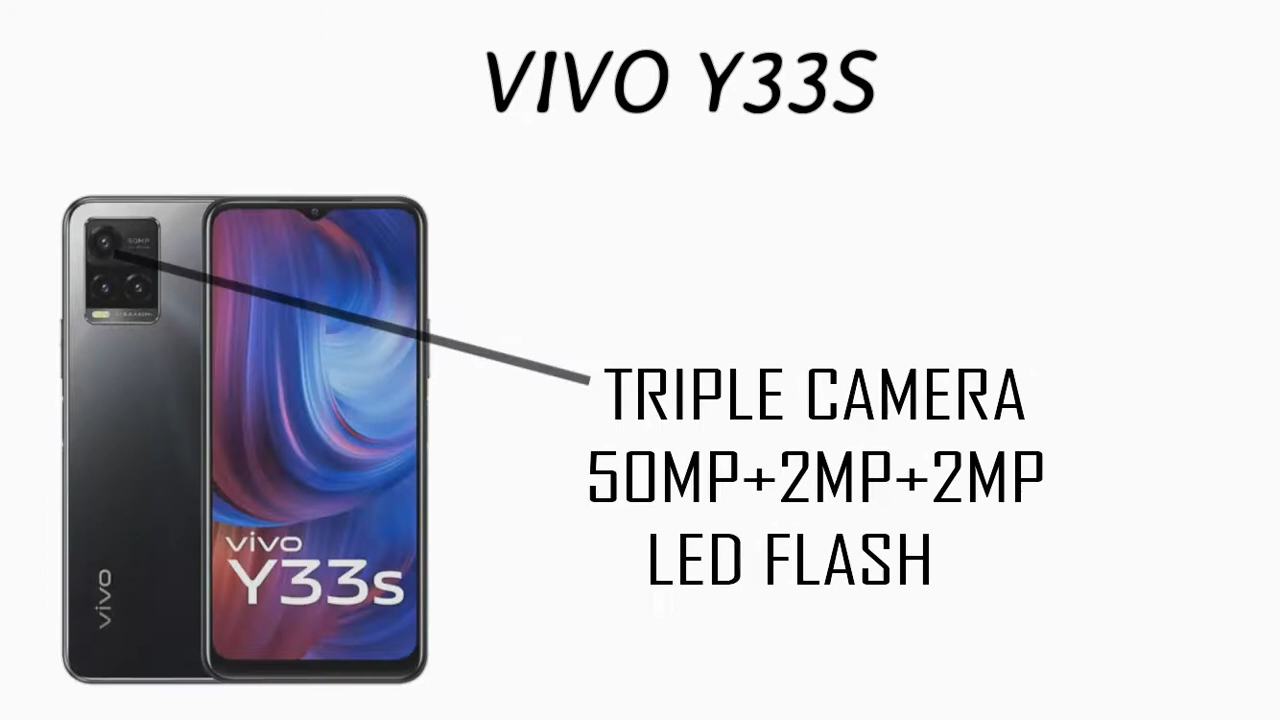 VIVO Y33S
50MP
TRIPLE CAMERA
50MP+2MP+2MP
LED FLASH
vivo
Y33s
vivo